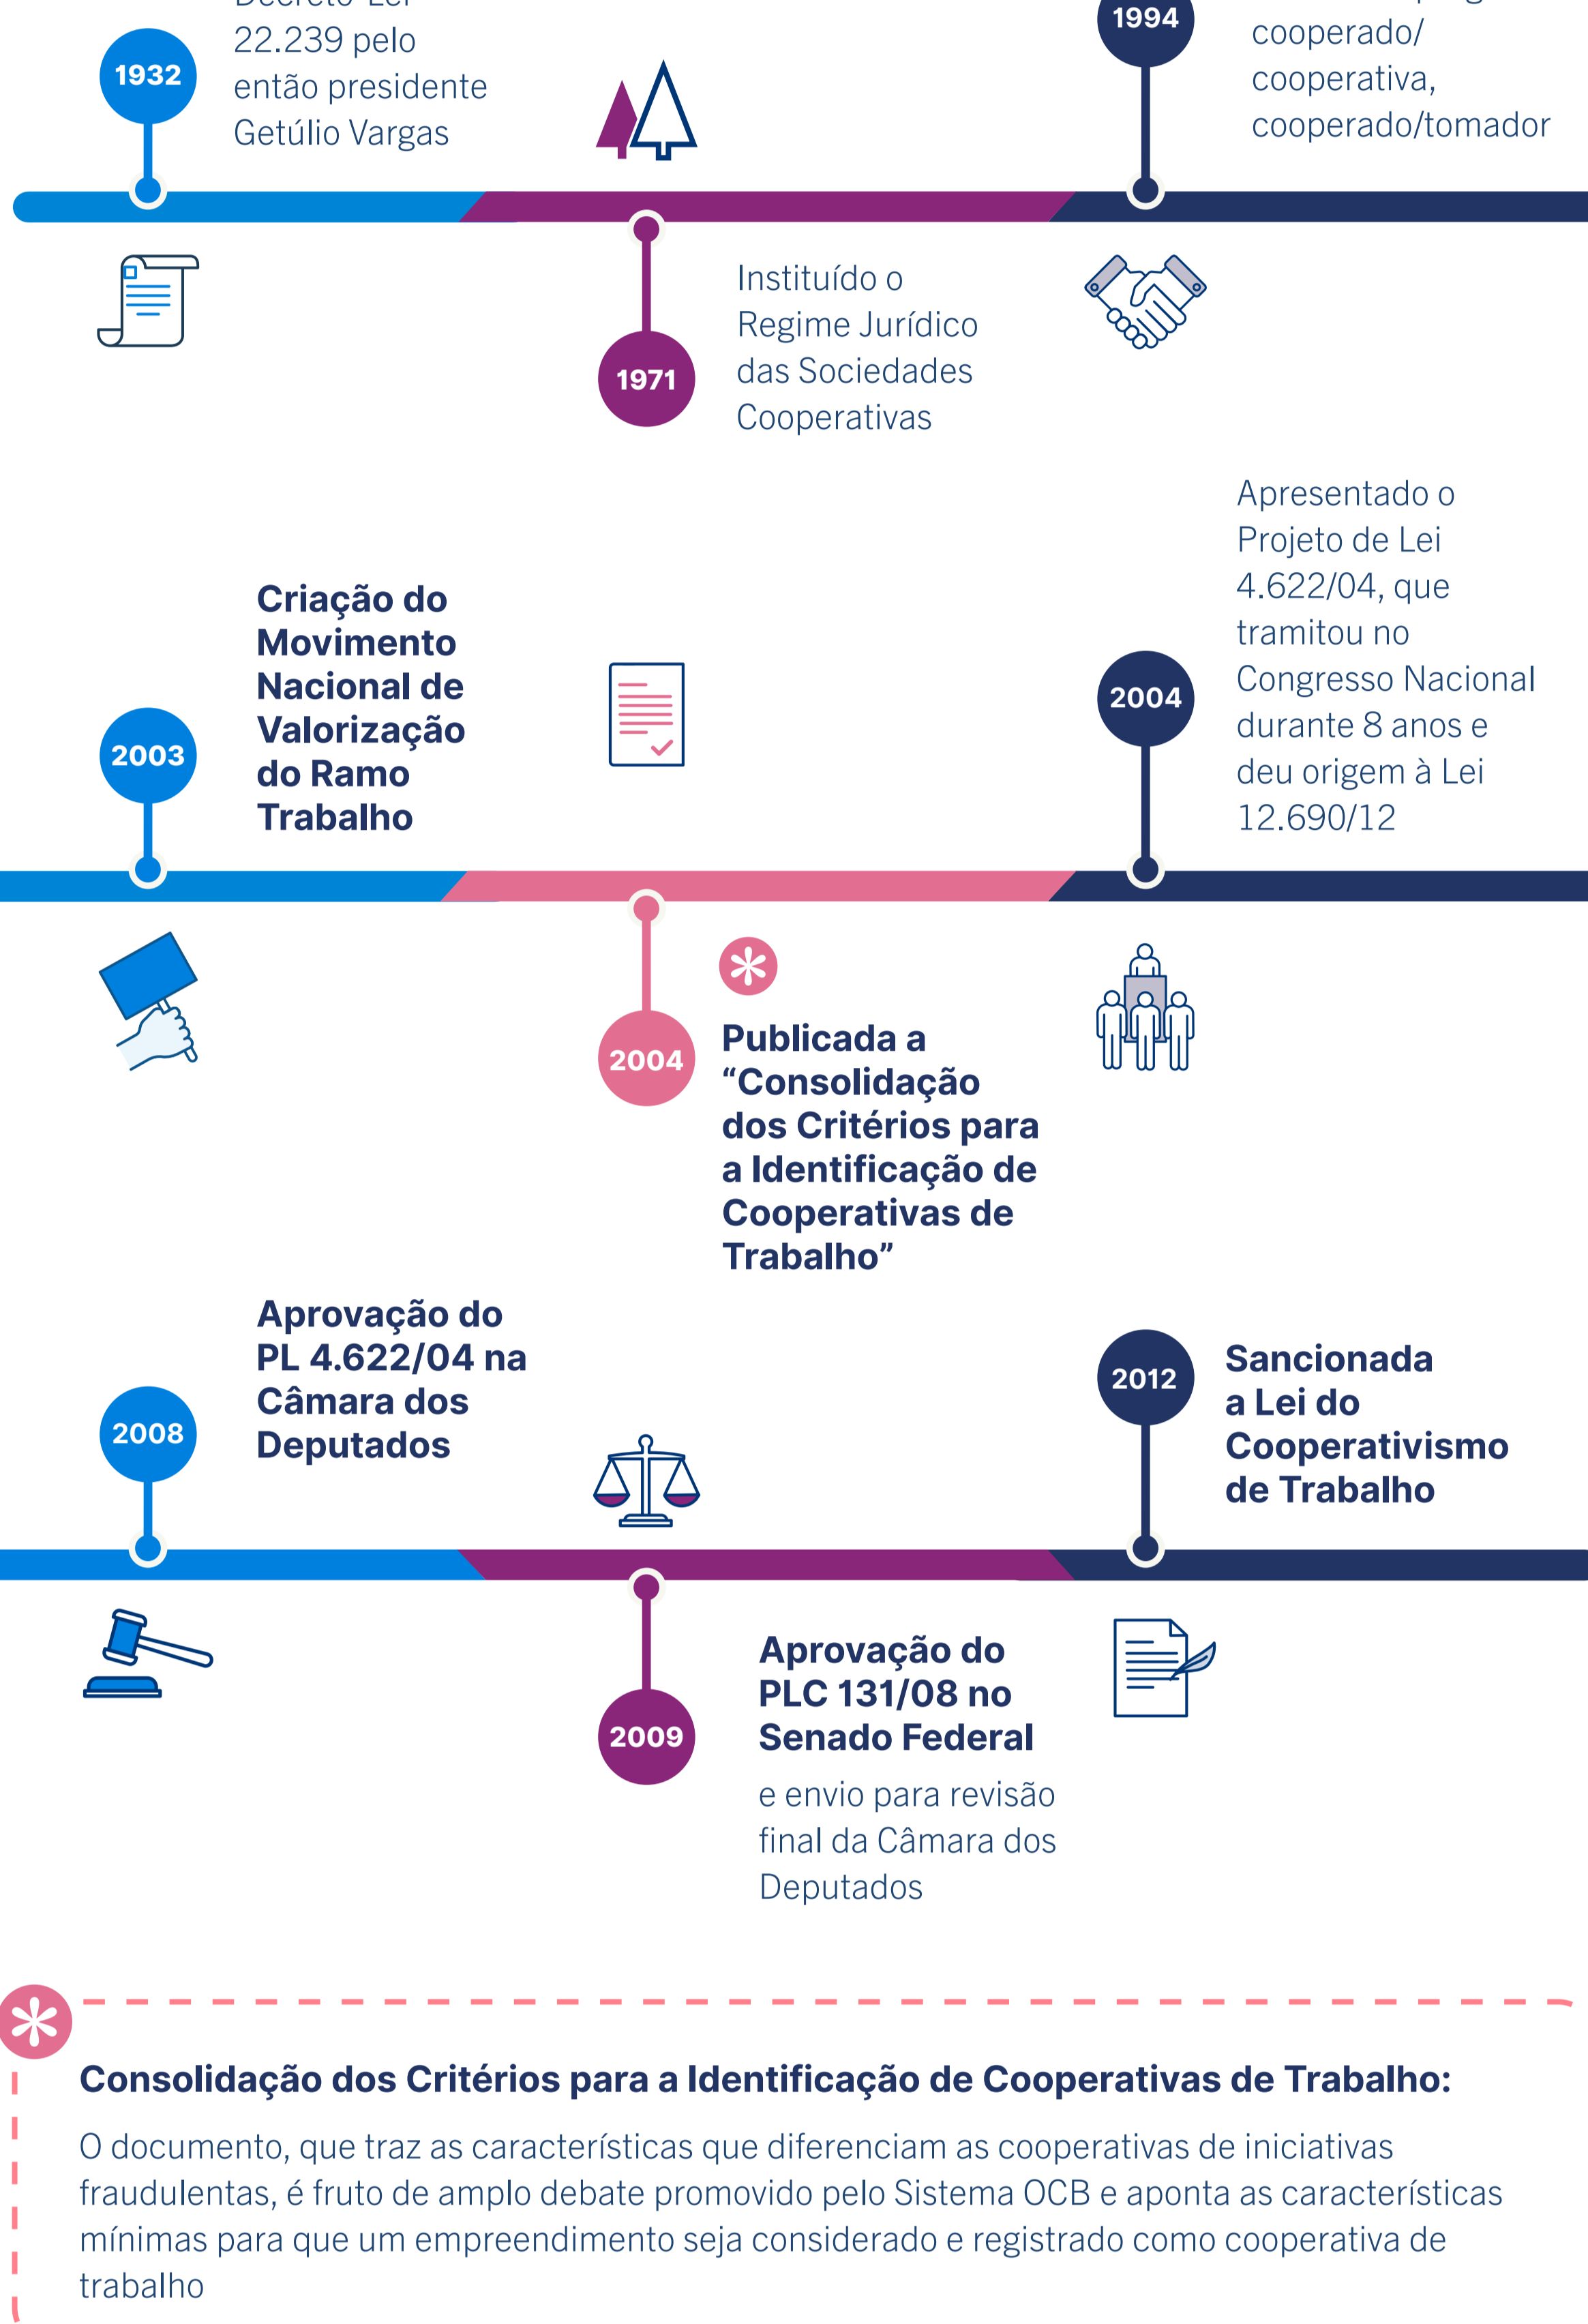 1932
22.239 pelo
então presidente
Getúlio Vargas
1971
Instituído o
Regime Jurídico
das Sociedades
Cooperativas
1994
cooperado/
cooperativa,
cooperado/tomador
2003
Criação do
Movimento
Nacional de
Valorização
do Ramo
Trabalho
2004
Publicada a
“Consolidação
dos Critérios para
a Identificação de
Cooperativas de
Trabalho”
2004
Apresentado o
Projeto de Lei
4.622/04, que
tramitou no
Congresso Nacional
durante 8 anos e
deu origem à Lei
12.690/12
2008
Aprovação do
PL 4.622/04 na
Câmara dos
Deputados
2009
Aprovação do
PLC 131/08 no
Senado Federal
e envio para revisão
final da Câmara dos
Deputados
2012
Sancionada
a Lei do
Cooperativismo
de Trabalho
Consolidação dos Critérios para a Identificação de Cooperativas de Trabalho:
O documento, que traz as características que diferenciam as cooperativas de iniciativas
fraudulentas, é fruto de amplo debate promovido pelo Sistema OCB e aponta as características
mínimas para que um empreendimento seja considerado e registrado como cooperativa de
trabalho